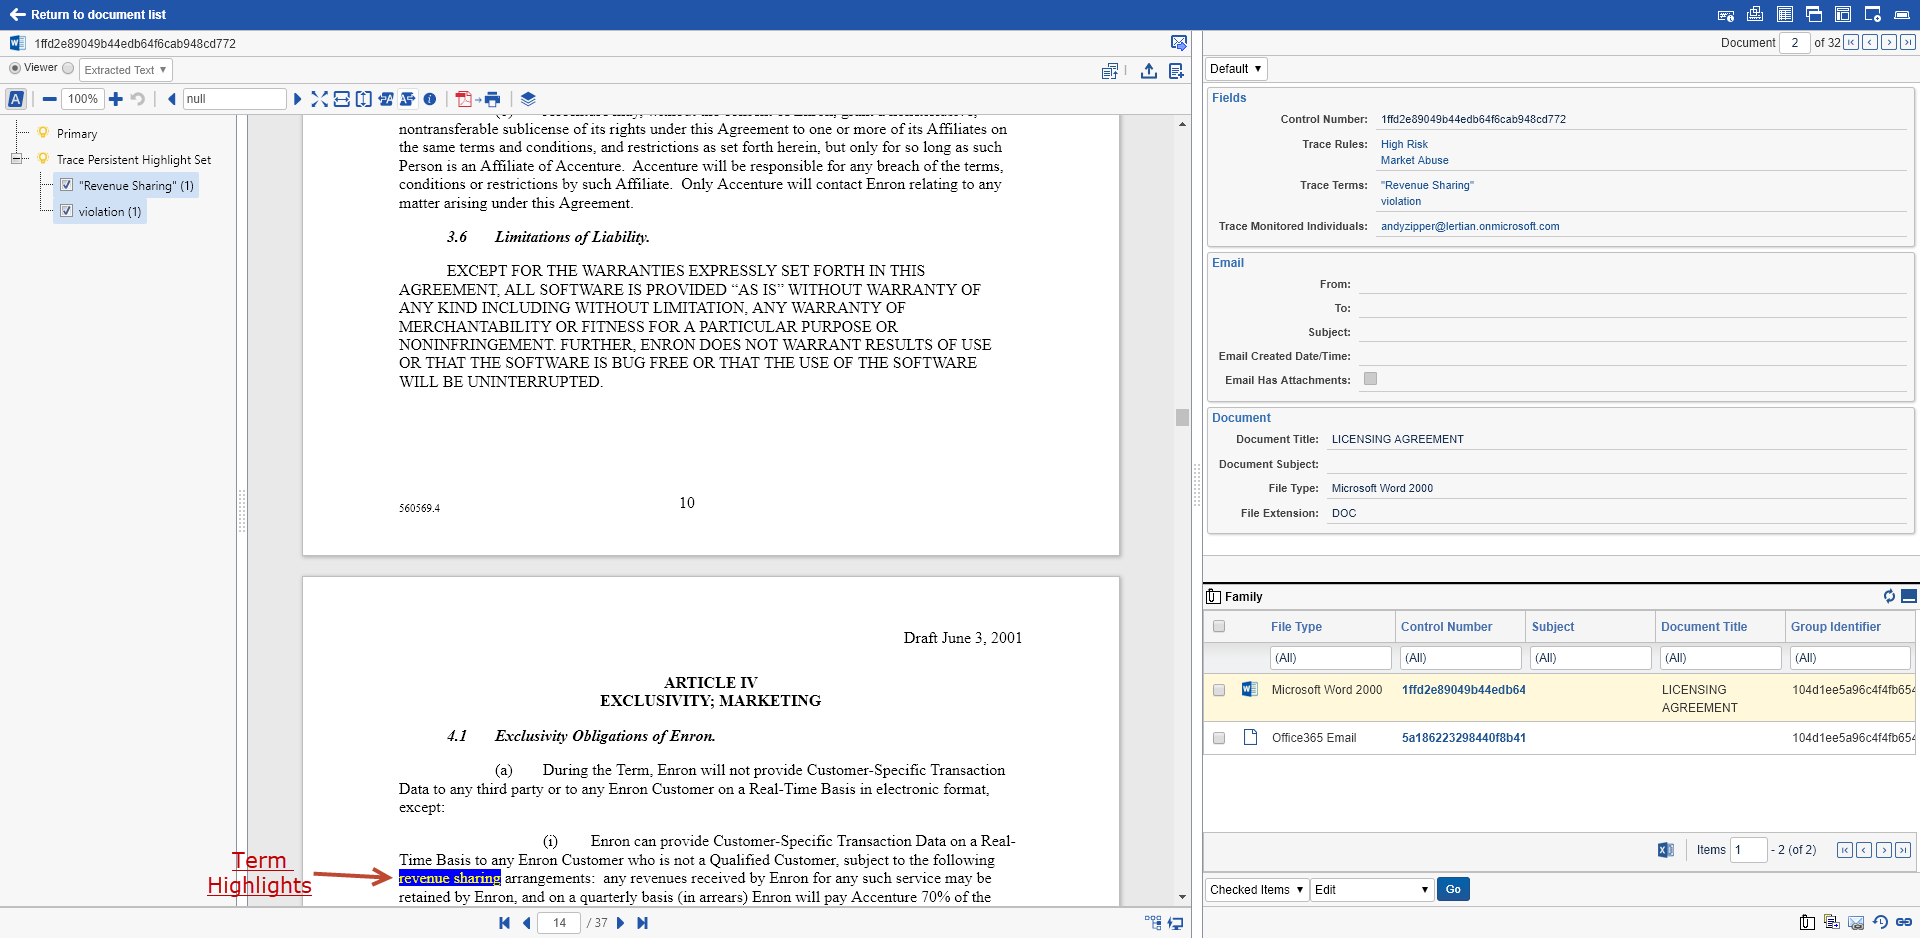 Return to document list
1ffd2e89049b44edb64f6cab948cd772
Viewer
Extracted Text
100%
null
Primary
Trace Persistent Highlight Set
"Revenue Sharing" (1)
violation (1)
nontransferable sublicense of its rights under this Agreement to one or more of its Affiliates on
the same terms and conditions, and restrictions as set forth herein, but only for so long as such
Person is an Affiliate of Accenture. Accenture will be responsible for any breach of the terms,
conditions or restrictions by such Affiliate. Only Accenture will contact Enron relating to any
matter arising under this Agreement.
3.6 Limitations of Liability.
EXCEPT FOR THE WARRANTIES EXPRESSLY SET FORTH IN THIS
AGREEMENT, ALL SOFTWARE IS PROVIDED “AS IS” WITHOUT WARRANTY OF
ANY KIND INCLUDING WITHOUT LIMITATION, ANY WARRANTY OF
MERCHANTABILITY OR FITNESS FOR A PARTICULAR PURPOSE OR
NONINFRINGEMENT. FURTHER, ENRON DOES NOT WARRANT RESULTS OF USE
OR THAT THE SOFTWARE IS BUG FREE OR THAT THE USE OF THE SOFTWARE
WILL BE UNINTERRUPTED.
560569.4
10
Draft June 3, 2001
ARTICLE IV
EXCLUSIVITY; MARKETING
4.1 Exclusivity Obligations of Enron.
(a) During the Term, Enron will not provide Customer-Specific Transaction
Data to any third party or to any Enron Customer on a Real-Time Basis in electronic format,
except:
(i) Enron can provide Customer-Specific Transaction Data on a Real-
Time Basis to any Enron Customer who is not a Qualified Customer, subject to the following
revenue sharing arrangements: any revenues received by Enron for any such service may be
retained by Enron, and on a quarterly basis (in arrears) Enron will pay Accenture 70% of the
Term
Highlights
14 / 37
Document 2 of 32
Default
Fields
Control Number: 1ffd2e89049b44edb64f6cab948cd772
Trace Rules: High Risk
Market Abuse
Trace Terms: "Revenue Sharing"
violation
Trace Monitored Individuals: andyzipper@lertian.onmicrosoft.com
Email
From:
To:
Subject:
Email Created Date/Time:
Email Has Attachments:
Document
Document Title: LICENSING AGREEMENT
Document Subject:
File Type: Microsoft Word 2000
File Extension: DOC
Family
File Type Control Number Subject Document Title Group Identifier
(All) (All) (All) (All) (All)
Microsoft Word 2000 1ffd2e89049b44edb64 LICENSING AGREEMENT 104d1ee5a96c4f4fb654
Office365 Email 5a186223298440f8b41 104d1ee5a96c4f4fb654
Items 1 - 2 (of 2)
Checked Items Edit Go